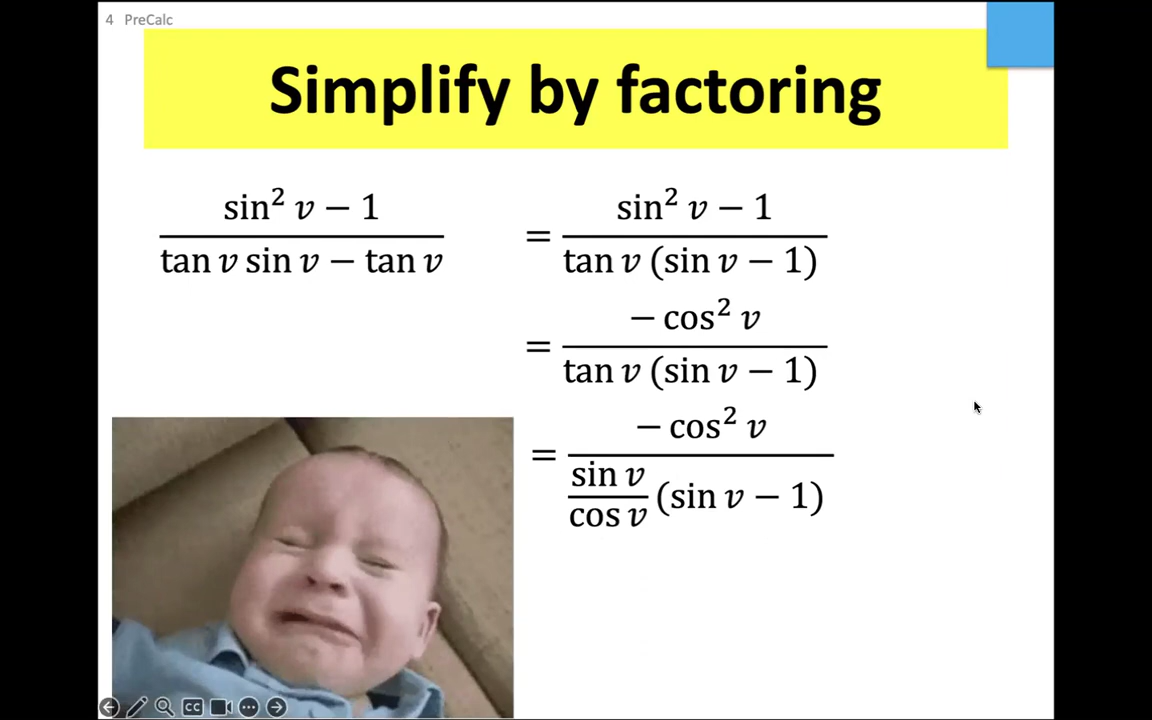 4 PreCalc
Simplify by factoring
sin² v − 1
tan v sin v − tan v
= sin² v − 1
tan v (sin v − 1)
= − cos² v
tan v (sin v − 1)
= − cos² v
sin v
cos v (sin v − 1)
CC